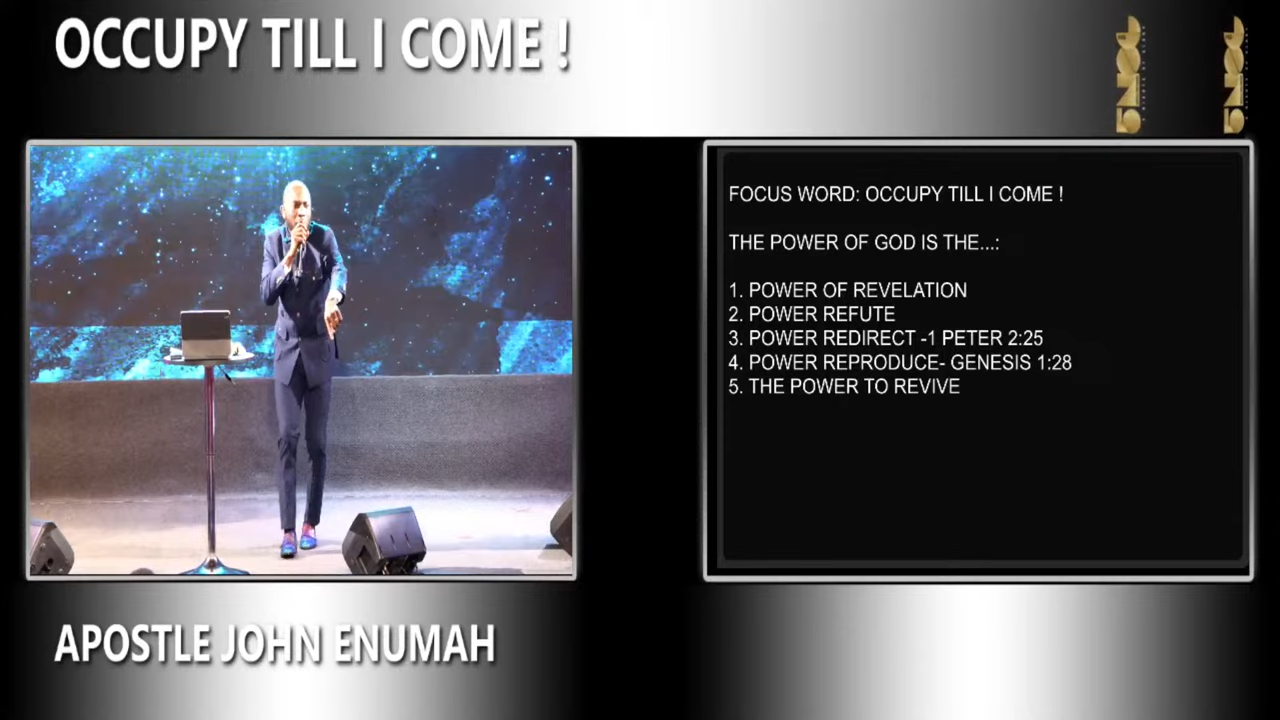 OCCUPY TILL I COME !
FOCUS WORD: OCCUPY TILL I COME !
THE POWER OF GOD IS THE...:
1. POWER OF REVELATION
2. POWER REFUTE
3. POWER REDIRECT -1 PETER 2:25
4. POWER REPRODUCE- GENESIS 1:28
5. THE POWER TO REVIVE
APOSTLE JOHN ENUMAH